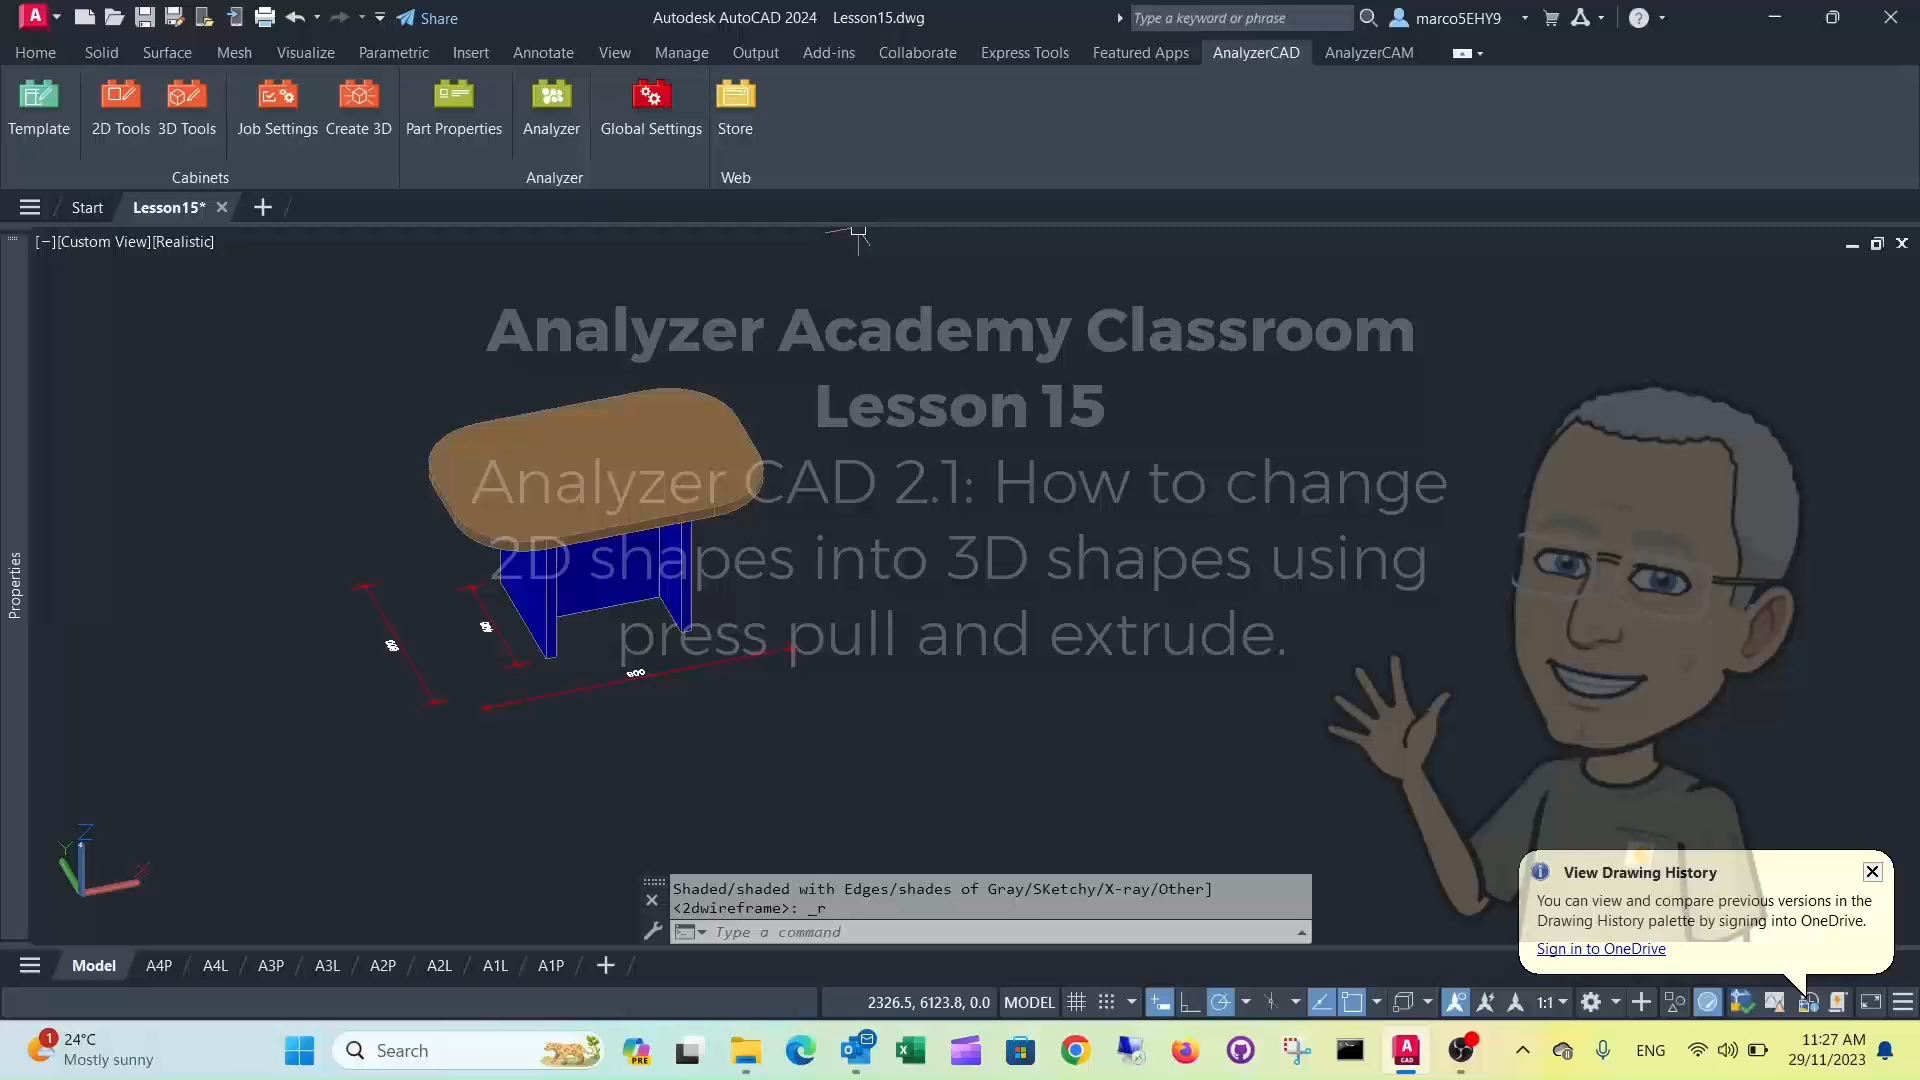 Share
Autodesk AutoCAD 2024 Lesson15.dwg
Type a keyword or phrase
marco5EHY9
Home Solid Surface Mesh Visualize Parametric Insert Annotate View Manage Output Add-ins Collaborate Express Tools Featured Apps AnalyzerCAD AnalyzerCAM
Template 2D Tools 3D Tools Job Settings Create 3D Part Properties Analyzer Global Settings Store
Cabinets Analyzer Web
Start Lesson15*
[−][Custom View][Realistic]
Analyzer Academy Classroom
Lesson 15
Analyzer CAD 2.1: How to change
2D shapes into 3D shapes using
press pull and extrude.
Properties
Z
Y
X
Shaded/shaded with Edges/shades of Gray/SKetchy/X-ray/Other]
<2dwireframe>: _r
Type a command
View Drawing History
You can view and compare previous versions in the
Drawing History palette by signing into OneDrive.
Sign in to OneDrive
Model A4P A4L A3P A3L A2P A2L A1L A1P
2326.5, 6123.8, 0.0 MODEL 1:1
1
24°C
Mostly sunny
Search
PRE
A
CAD
ENG
11:27 AM
29/11/2023